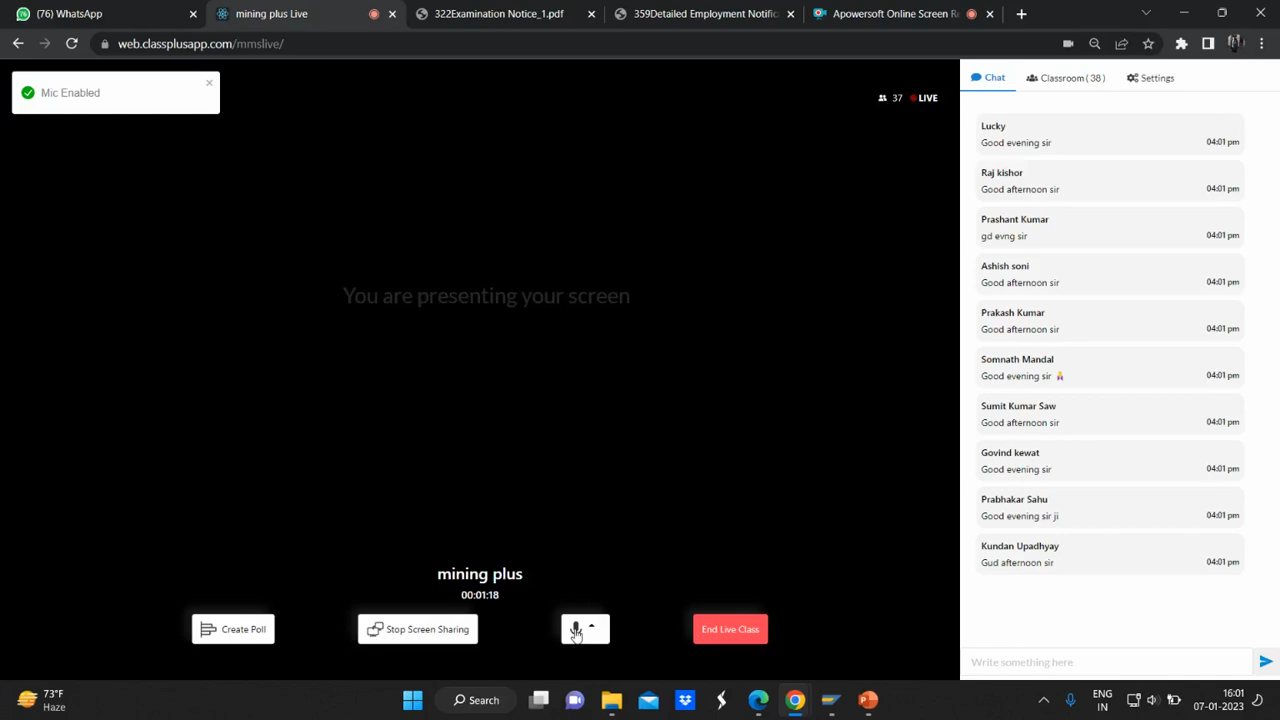 (76) WhatsApp
mining plus Live
322Examination Notice_1.pdf
359Detailed Employment Notific
Apowersoft Online Screen Re
web.classplusapp.com/mmslive/
Mic Enabled
37 LIVE
You are presenting your screen
mining plus
00:01:18
Create Poll
Stop Screen Sharing
End Live Class
Chat
Classroom ( 38 )
Settings
Lucky
Good evening sir 04:01 pm
Raj kishor
Good afternoon sir 04:01 pm
Prashant Kumar
gd evng sir 04:01 pm
Ashish soni
Good afternoon sir 04:01 pm
Prakash Kumar
Good afternoon sir 04:01 pm
Somnath Mandal
Good evening sir 🙏 04:01 pm
Sumit Kumar Saw
Good afternoon sir 04:01 pm
Govind kewat
Good evening sir 04:01 pm
Prabhakar Sahu
Good evening sir ji 04:01 pm
Kundan Upadhyay
Gud afternoon sir 04:01 pm
Write something here
73°F
Haze
Search
ENG
IN
16:01
07-01-2023